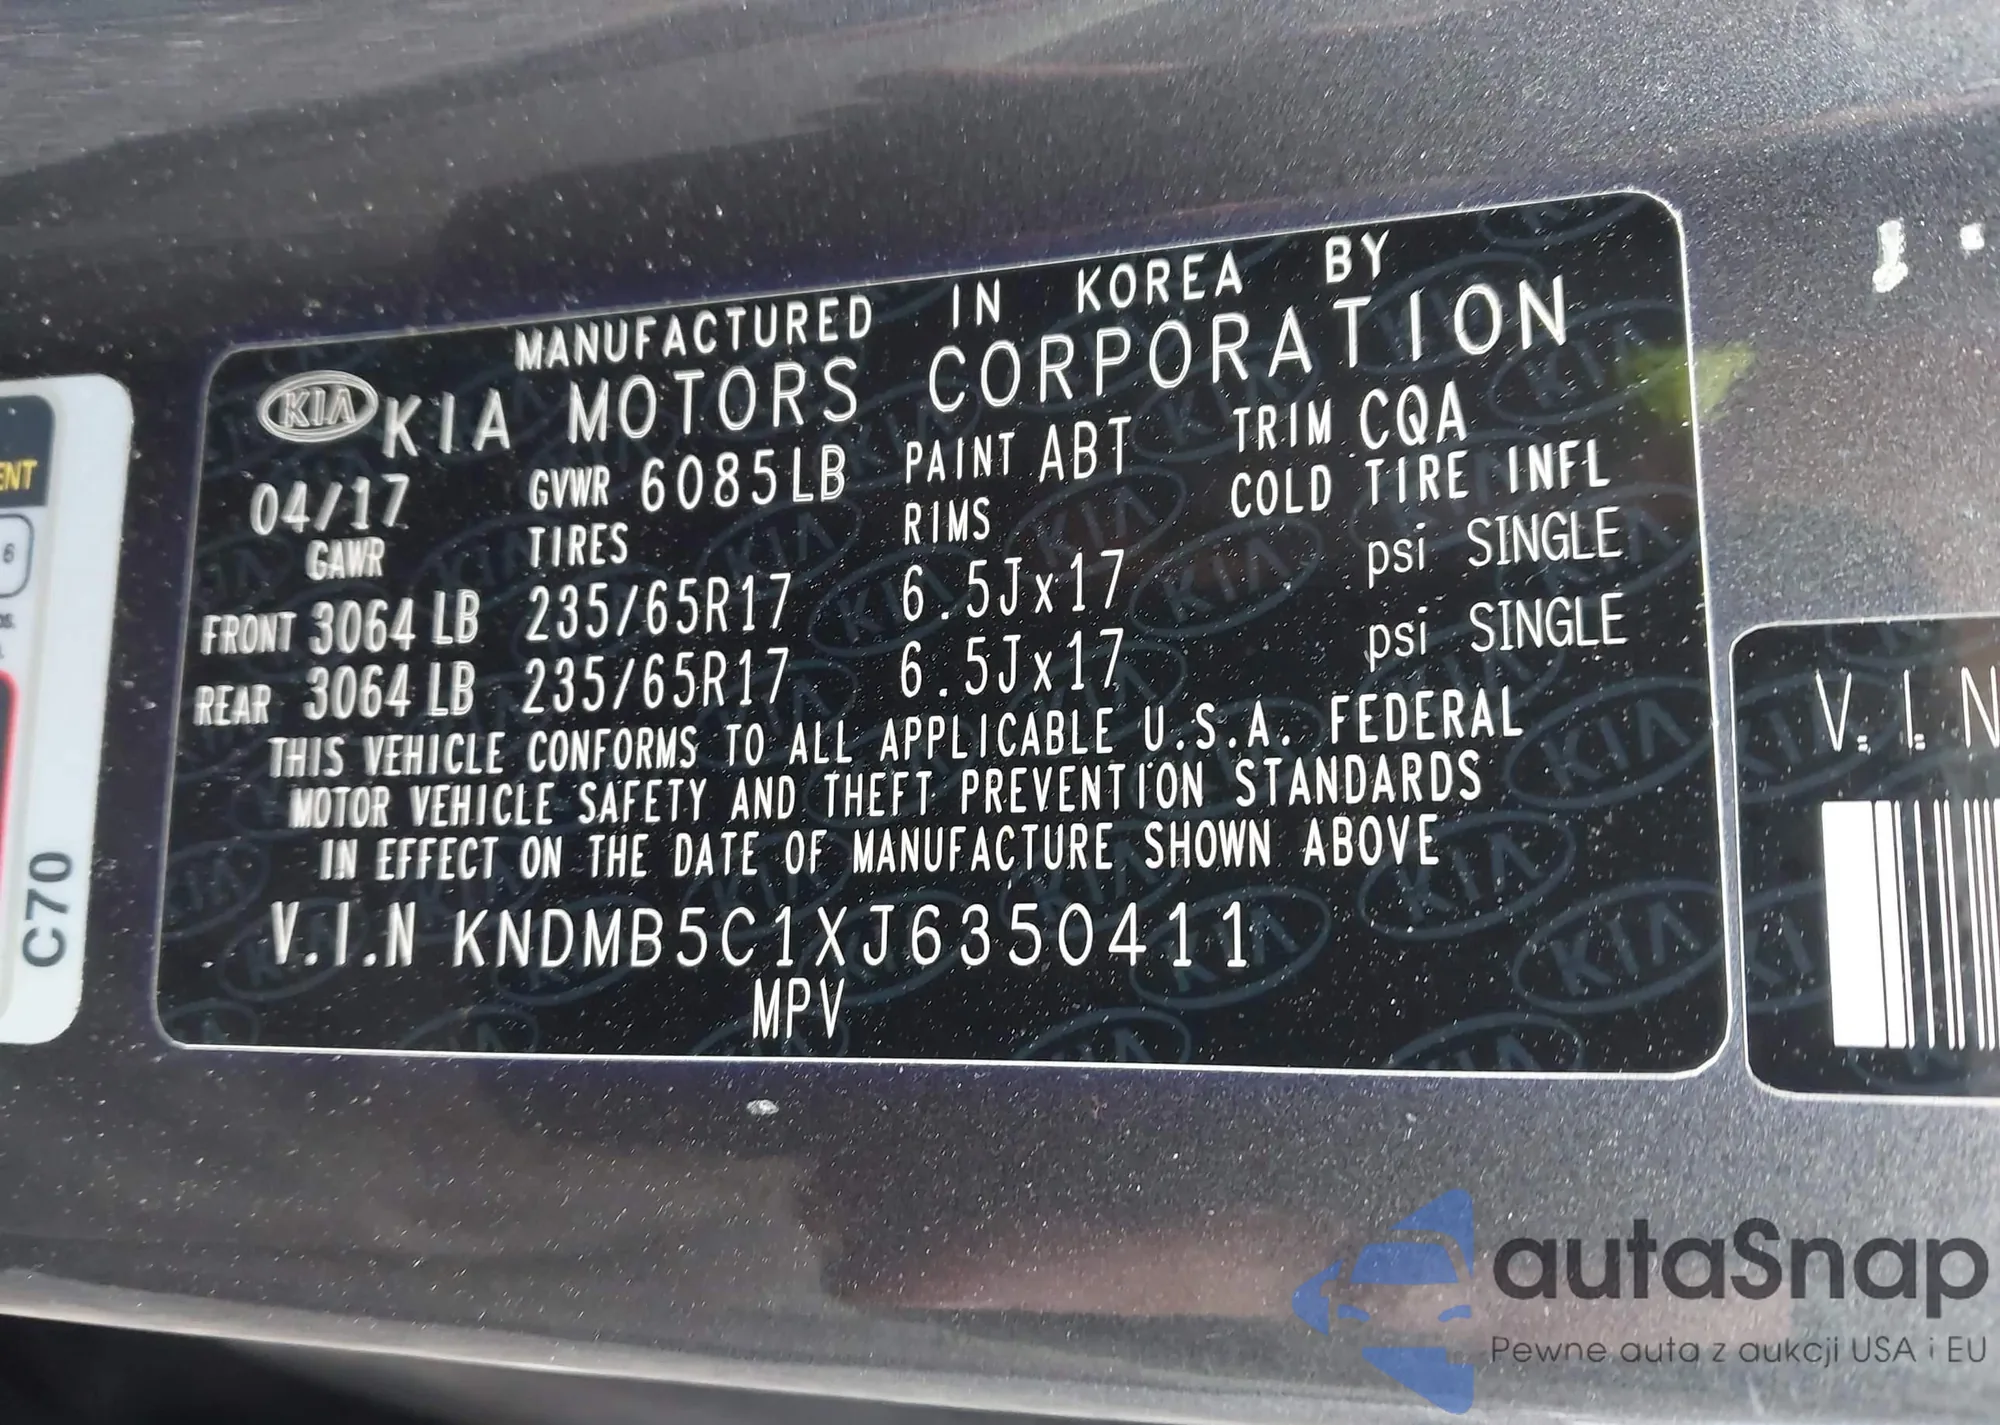 MANUFACTURED IN KOREA BY
KIA KIA MOTORS CORPORATION
04/17 GVWR 6085LB PAINT ABT TRIM CQA
GAWR TIRES RIMS COLD TIRE INFL
FRONT 3064 LB 235/65R17 6.5Jx17 psi SINGLE
REAR 3064 LB 235/65R17 6.5Jx17 psi SINGLE
THIS VEHICLE CONFORMS TO ALL APPLICABLE U.S.A. FEDERAL
MOTOR VEHICLE SAFETY AND THEFT PREVENTION STANDARDS
IN EFFECT ON THE DATE OF MANUFACTURE SHOWN ABOVE
V.I.N KNDMB5C1XJ6350411
MPV
ENT
6
C70
V.I.N
autaSnap
Pewne auta z aukcji USA i EU